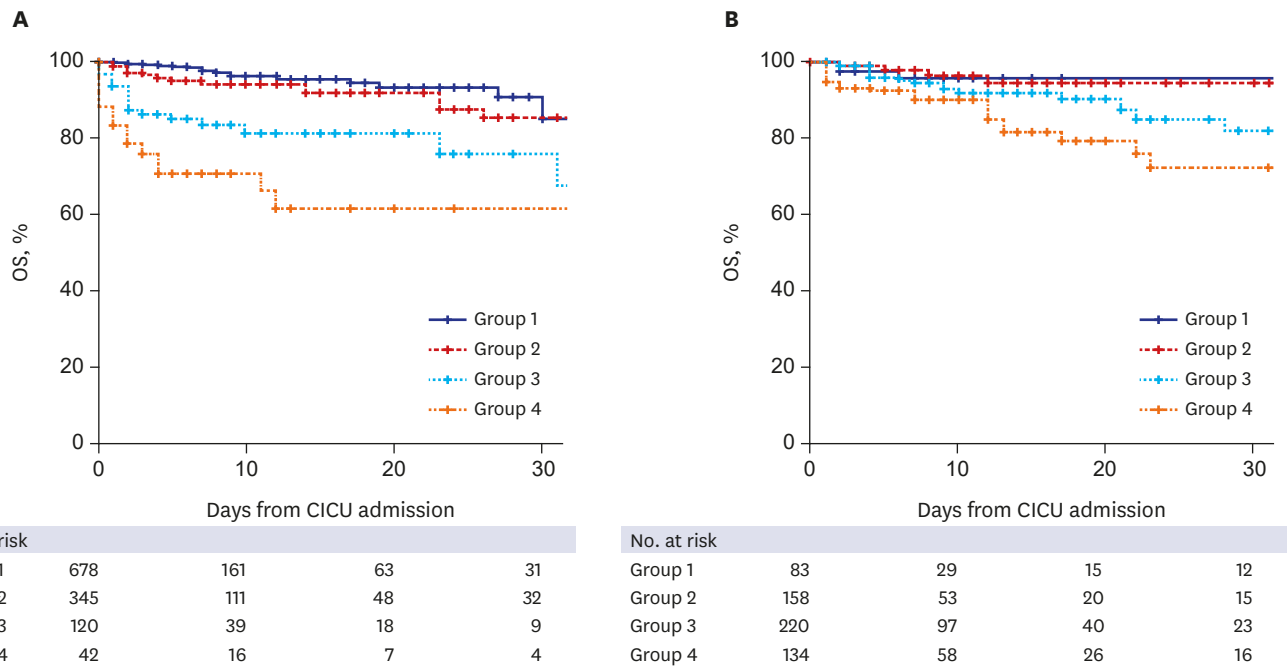 A
100
80
60
40
20
0
OS, %
Group 1
Group 2
Group 3
Group 4
0 10 20 30
Days from CICU admission
risk
1 678 161 63 31
2 345 111 48 32
3 120 39 18 9
4 42 16 7 4
B
100
80
60
40
20
0
OS, %
Group 1
Group 2
Group 3
Group 4
0 10 20 30
Days from CICU admission
No. at risk
Group 1 83 29 15 12
Group 2 158 53 20 15
Group 3 220 97 40 23
Group 4 134 58 26 16